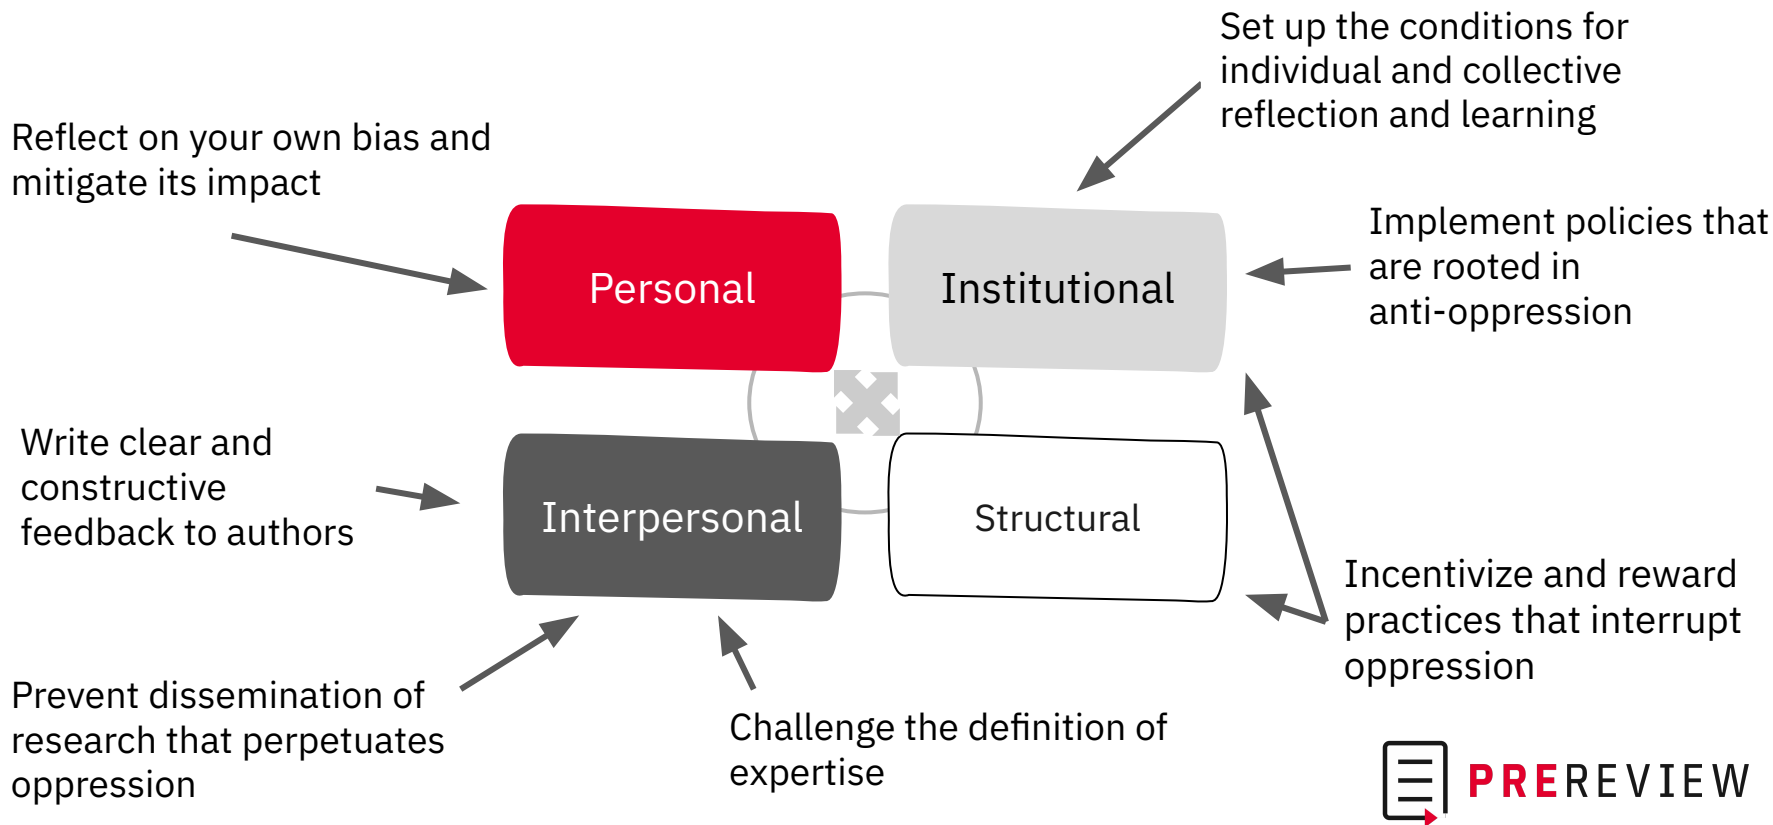 Set up the conditions for
individual and collective
reflection and learning
Reflect on your own bias and
mitigate its impact
Personal
Institutional
Implement policies that
are rooted in
anti-oppression
Write clear and
constructive
feedback to authors
Interpersonal
Structural
Incentivize and reward
practices that interrupt
oppression
Prevent dissemination of
research that perpetuates
oppression
Challenge the definition of
expertise
PREREVIEW